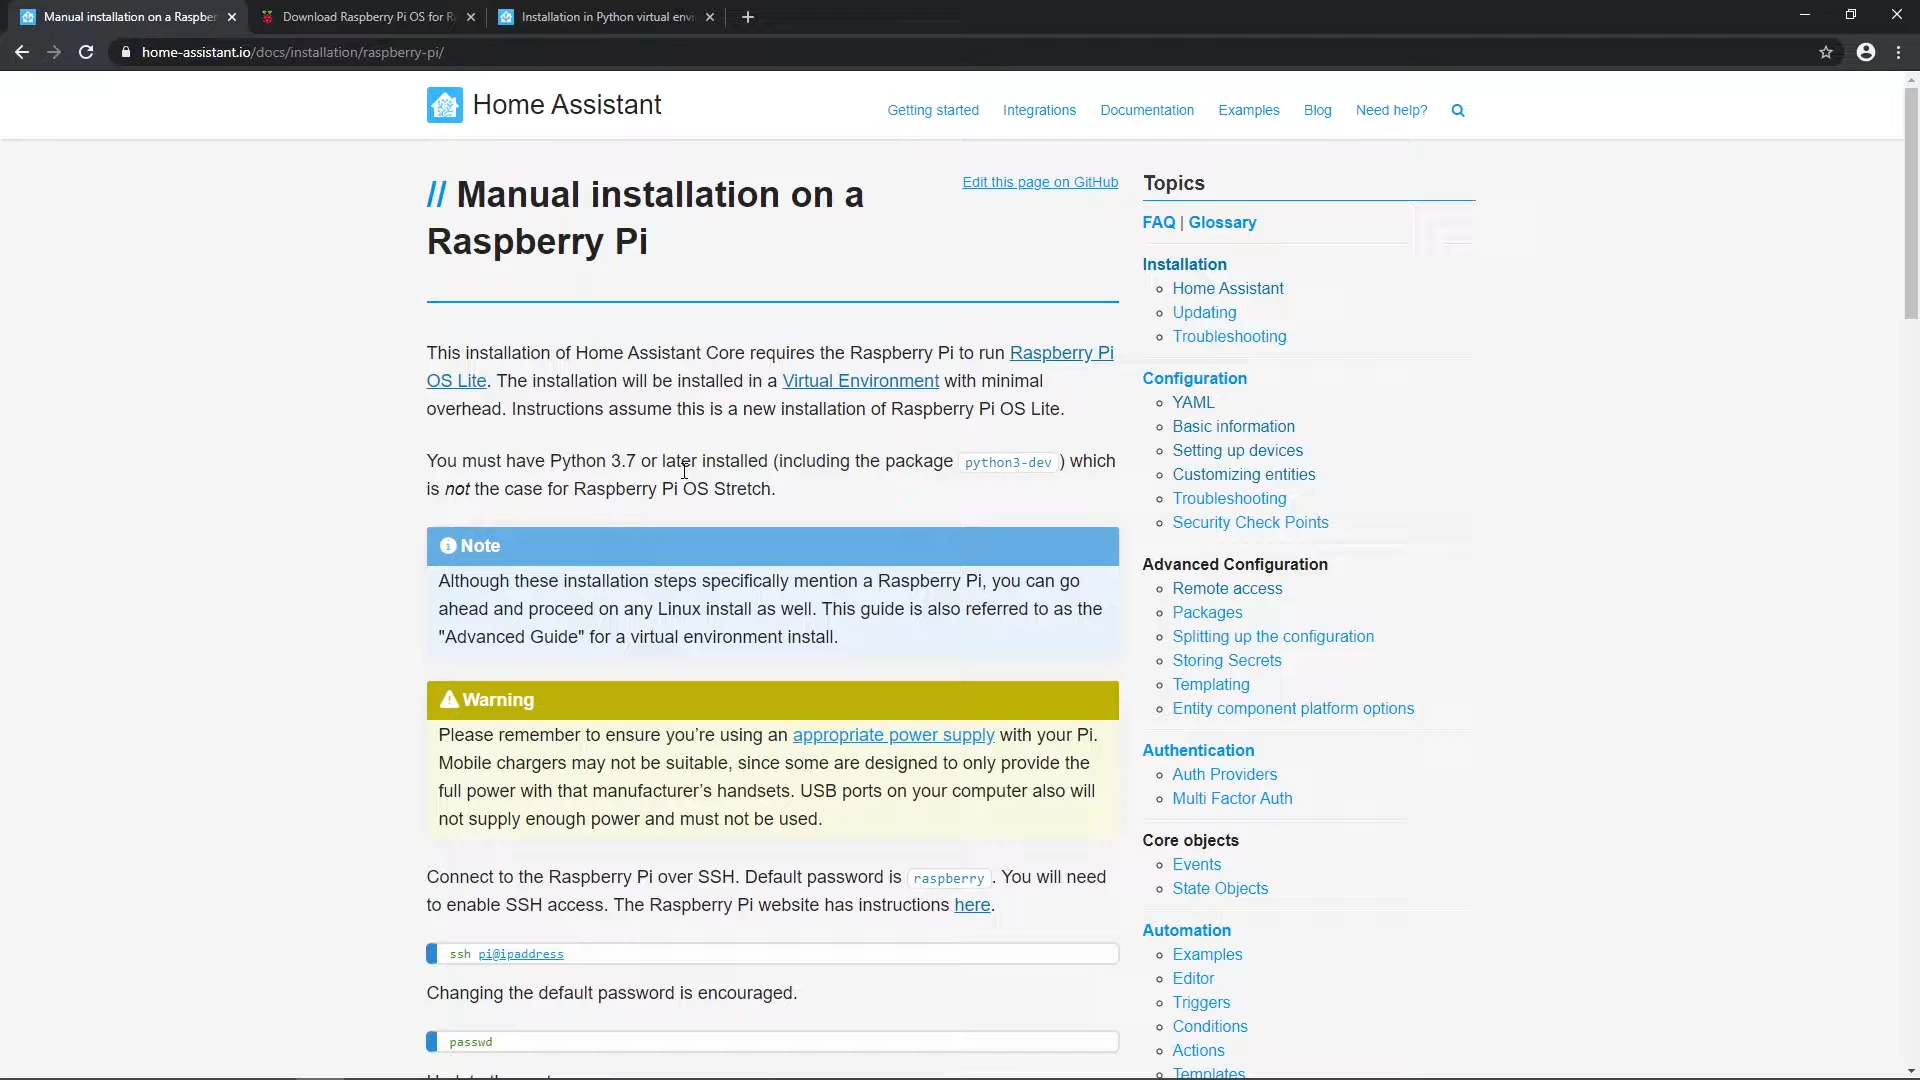 Manual installation on a Raspber
Download Raspberry Pi OS for R
Installation in Python virtual envi
home-assistant.io/docs/installation/raspberry-pi/
Home Assistant
Getting started
Integrations
Documentation
Examples
Blog
Need help?
// Manual installation on a
Raspberry Pi
Edit this page on GitHub
This installation of Home Assistant Core requires the Raspberry Pi to run Raspberry Pi
OS Lite. The installation will be installed in a Virtual Environment with minimal
overhead. Instructions assume this is a new installation of Raspberry Pi OS Lite.
You must have Python 3.7 or later installed (including the package python3-dev ) which
is not the case for Raspberry Pi OS Stretch.
Note
Although these installation steps specifically mention a Raspberry Pi, you can go
ahead and proceed on any Linux install as well. This guide is also referred to as the
"Advanced Guide" for a virtual environment install.
Warning
Please remember to ensure you’re using an appropriate power supply with your Pi.
Mobile chargers may not be suitable, since some are designed to only provide the
full power with that manufacturer’s handsets. USB ports on your computer also will
not supply enough power and must not be used.
Connect to the Raspberry Pi over SSH. Default password is raspberry . You will need
to enable SSH access. The Raspberry Pi website has instructions here.
ssh pi@ipaddress
Changing the default password is encouraged.
passwd
Topics
FAQ | Glossary
Installation
Home Assistant
Updating
Troubleshooting
Configuration
YAML
Basic information
Setting up devices
Customizing entities
Troubleshooting
Security Check Points
Advanced Configuration
Remote access
Packages
Splitting up the configuration
Storing Secrets
Templating
Entity component platform options
Authentication
Auth Providers
Multi Factor Auth
Core objects
Events
State Objects
Automation
Examples
Editor
Triggers
Conditions
Actions
Templates